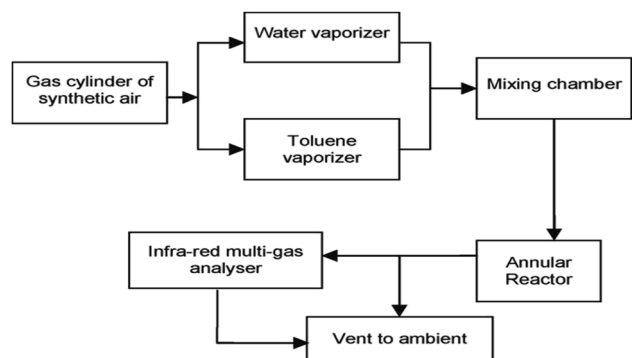 Water vaporizer
Gas cylinder of
synthetic air
Mixing chamber
Toluene
vaporizer
Infra-red multi-gas
analyser
Annular
Reactor
Vent to ambient